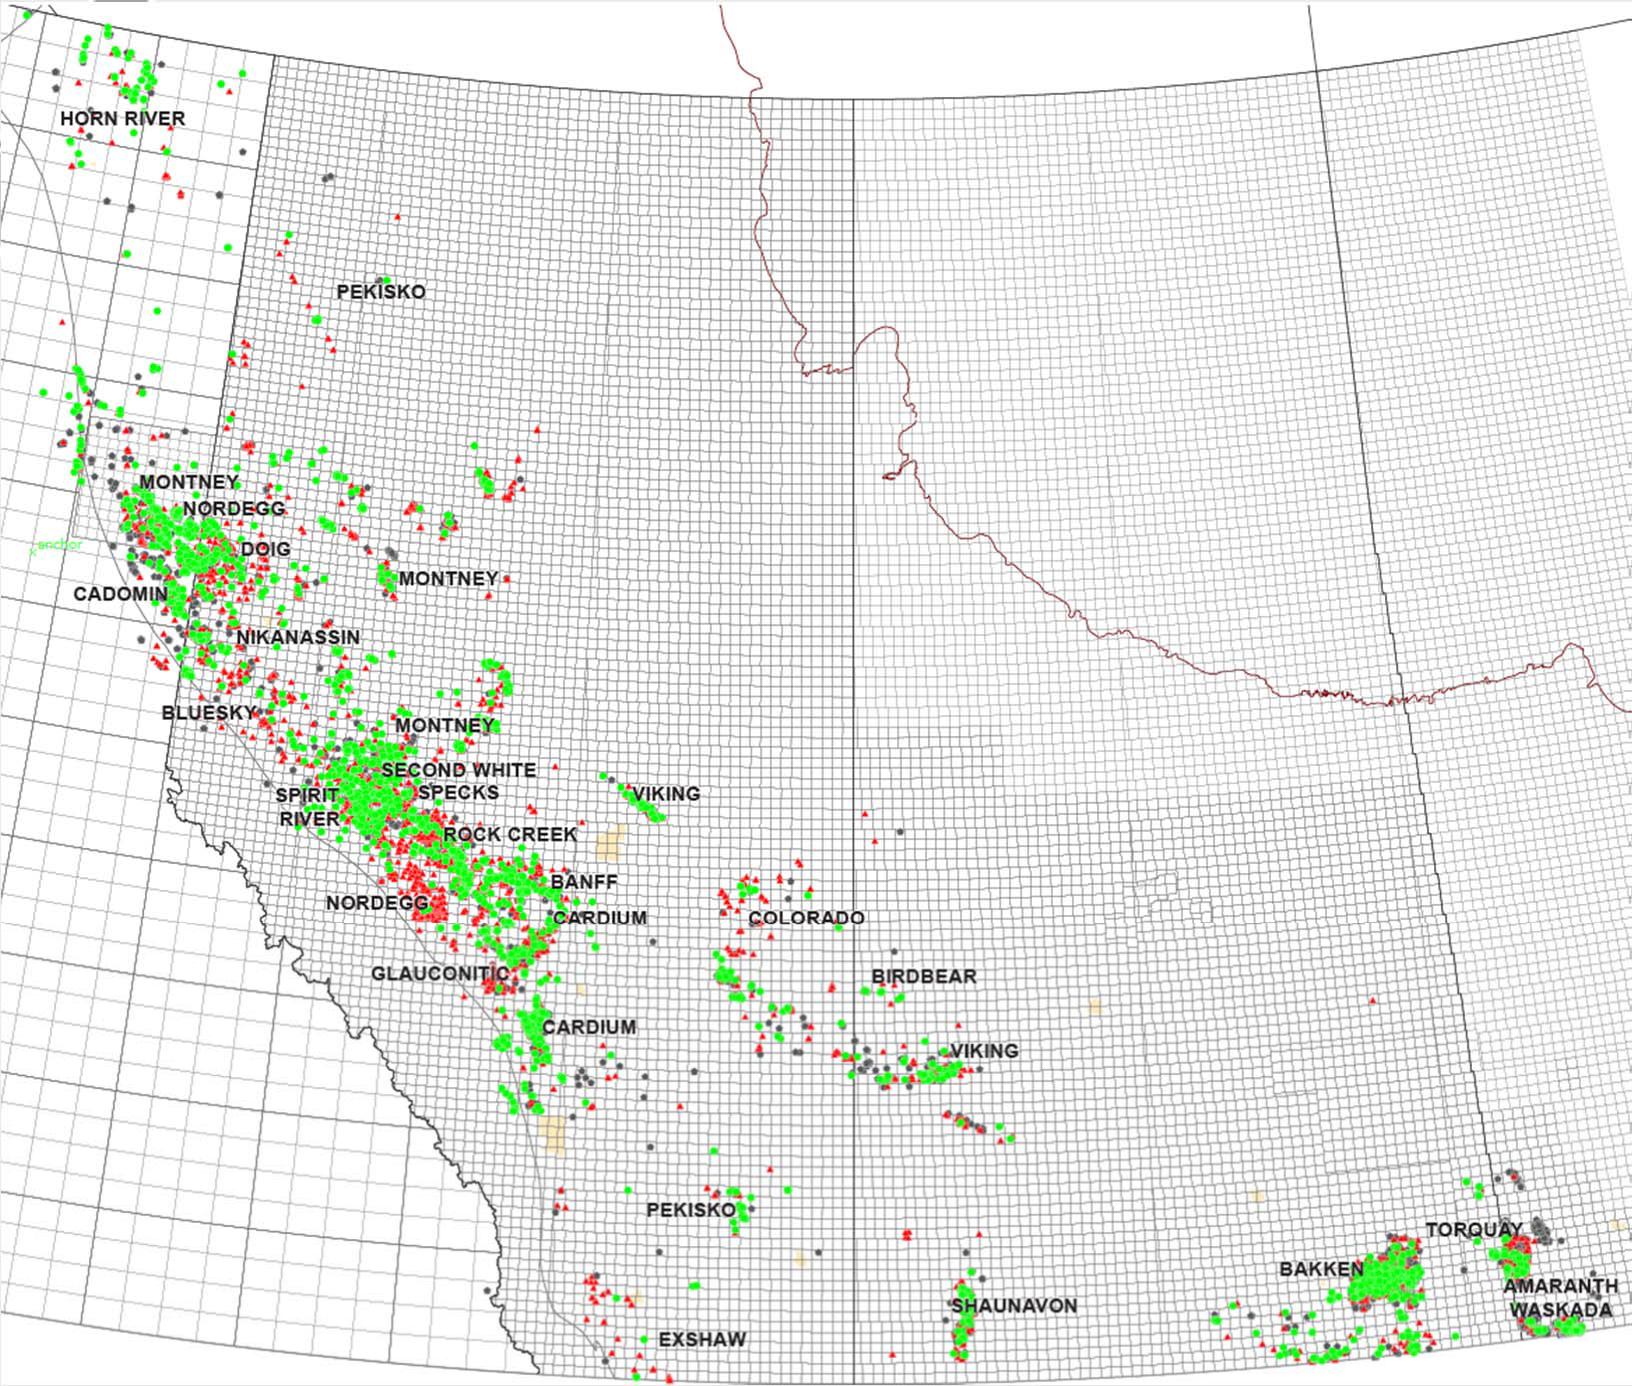 HORN RIVER
PEKISKO
MONTNEY
NORDEGG
anchor
DOIG
MONTNEY
CADOMIN
NIKANASSIN
BLUESKY
MONTNEY
SECOND WHITE
SPECKS
SPIRIT
RIVER
VIKING
ROCK CREEK
BANFF
NORDEGG
CARDIUM
COLORADO
GLAUCONITIC
BIRDBEAR
CARDIUM
VIKING
PEKISKO
TORQUAY
BAKKEN
AMARANTH
WASKADA
SHAUNAVON
EXSHAW